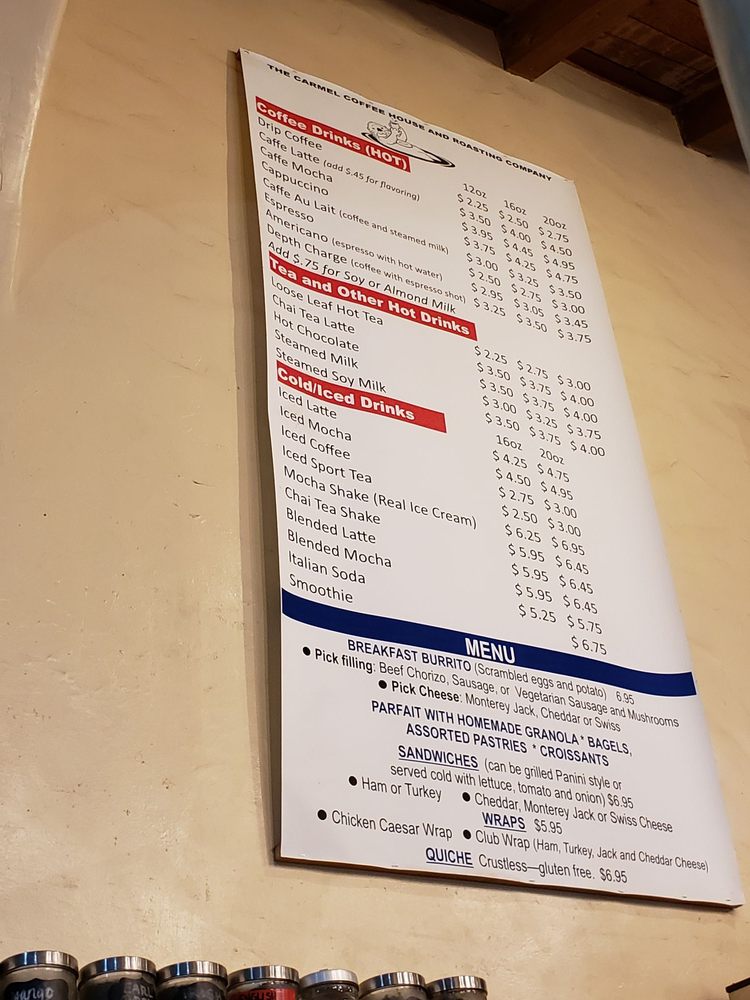 THE CARMEL COFFEE HOUSE AND ROASTING COMPANY
Coffee Drinks (HOT) 12oz 16oz 20oz
Drip Coffee $2.25 $2.50 $2.75
Caffe Latte (add $.45 for flavoring) $3.50 $4.00 $4.50
Caffe Mocha $3.95 $4.45 $4.95
Cappuccino $3.75 $4.25 $4.75
Caffe Au Lait (coffee and steamed milk) $3.00 $3.25 $3.50
Espresso $2.50 $2.75 $3.00
Americano (espresso with hot water) $2.95 $3.05 $3.45
Depth Charge (coffee with espresso shot) $3.25 $3.50 $3.75
Add $.75 for Soy or Almond Milk
Tea and Other Hot Drinks
Loose Leaf Hot Tea $2.25 $2.75 $3.00
Chai Tea Latte $3.50 $3.75 $4.00
Hot Chocolate $3.50 $3.75 $4.00
Steamed Milk $3.00 $3.25 $3.75
Steamed Soy Milk $3.50 $3.75 $4.00
Cold/Iced Drinks 16oz 20oz
Iced Latte $4.25 $4.75
Iced Mocha $4.50 $4.95
Iced Coffee $2.75 $3.00
Iced Sport Tea $2.50 $3.00
Mocha Shake (Real Ice Cream) $6.25 $6.95
Chai Tea Shake $5.95 $6.45
Blended Latte $5.95 $6.45
Blended Mocha $5.95 $6.45
Italian Soda $5.25 $5.75
Smoothie $6.75
MENU
BREAKFAST BURRITO (Scrambled eggs and potato) 6.95
• Pick filling: Beef Chorizo, Sausage, or Vegetarian Sausage and Mushrooms
• Pick Cheese: Monterey Jack, Cheddar or Swiss
PARFAIT WITH HOMEMADE GRANOLA * BAGELS,
ASSORTED PASTRIES * CROISSANTS
SANDWICHES (can be grilled Panini style or
served cold with lettuce, tomato and onion) $6.95
• Ham or Turkey • Cheddar, Monterey Jack or Swiss Cheese
WRAPS $5.95
• Chicken Caesar Wrap • Club Wrap (Ham, Turkey, Jack and Cheddar Cheese)
QUICHE Crustless—gluten free. $6.95